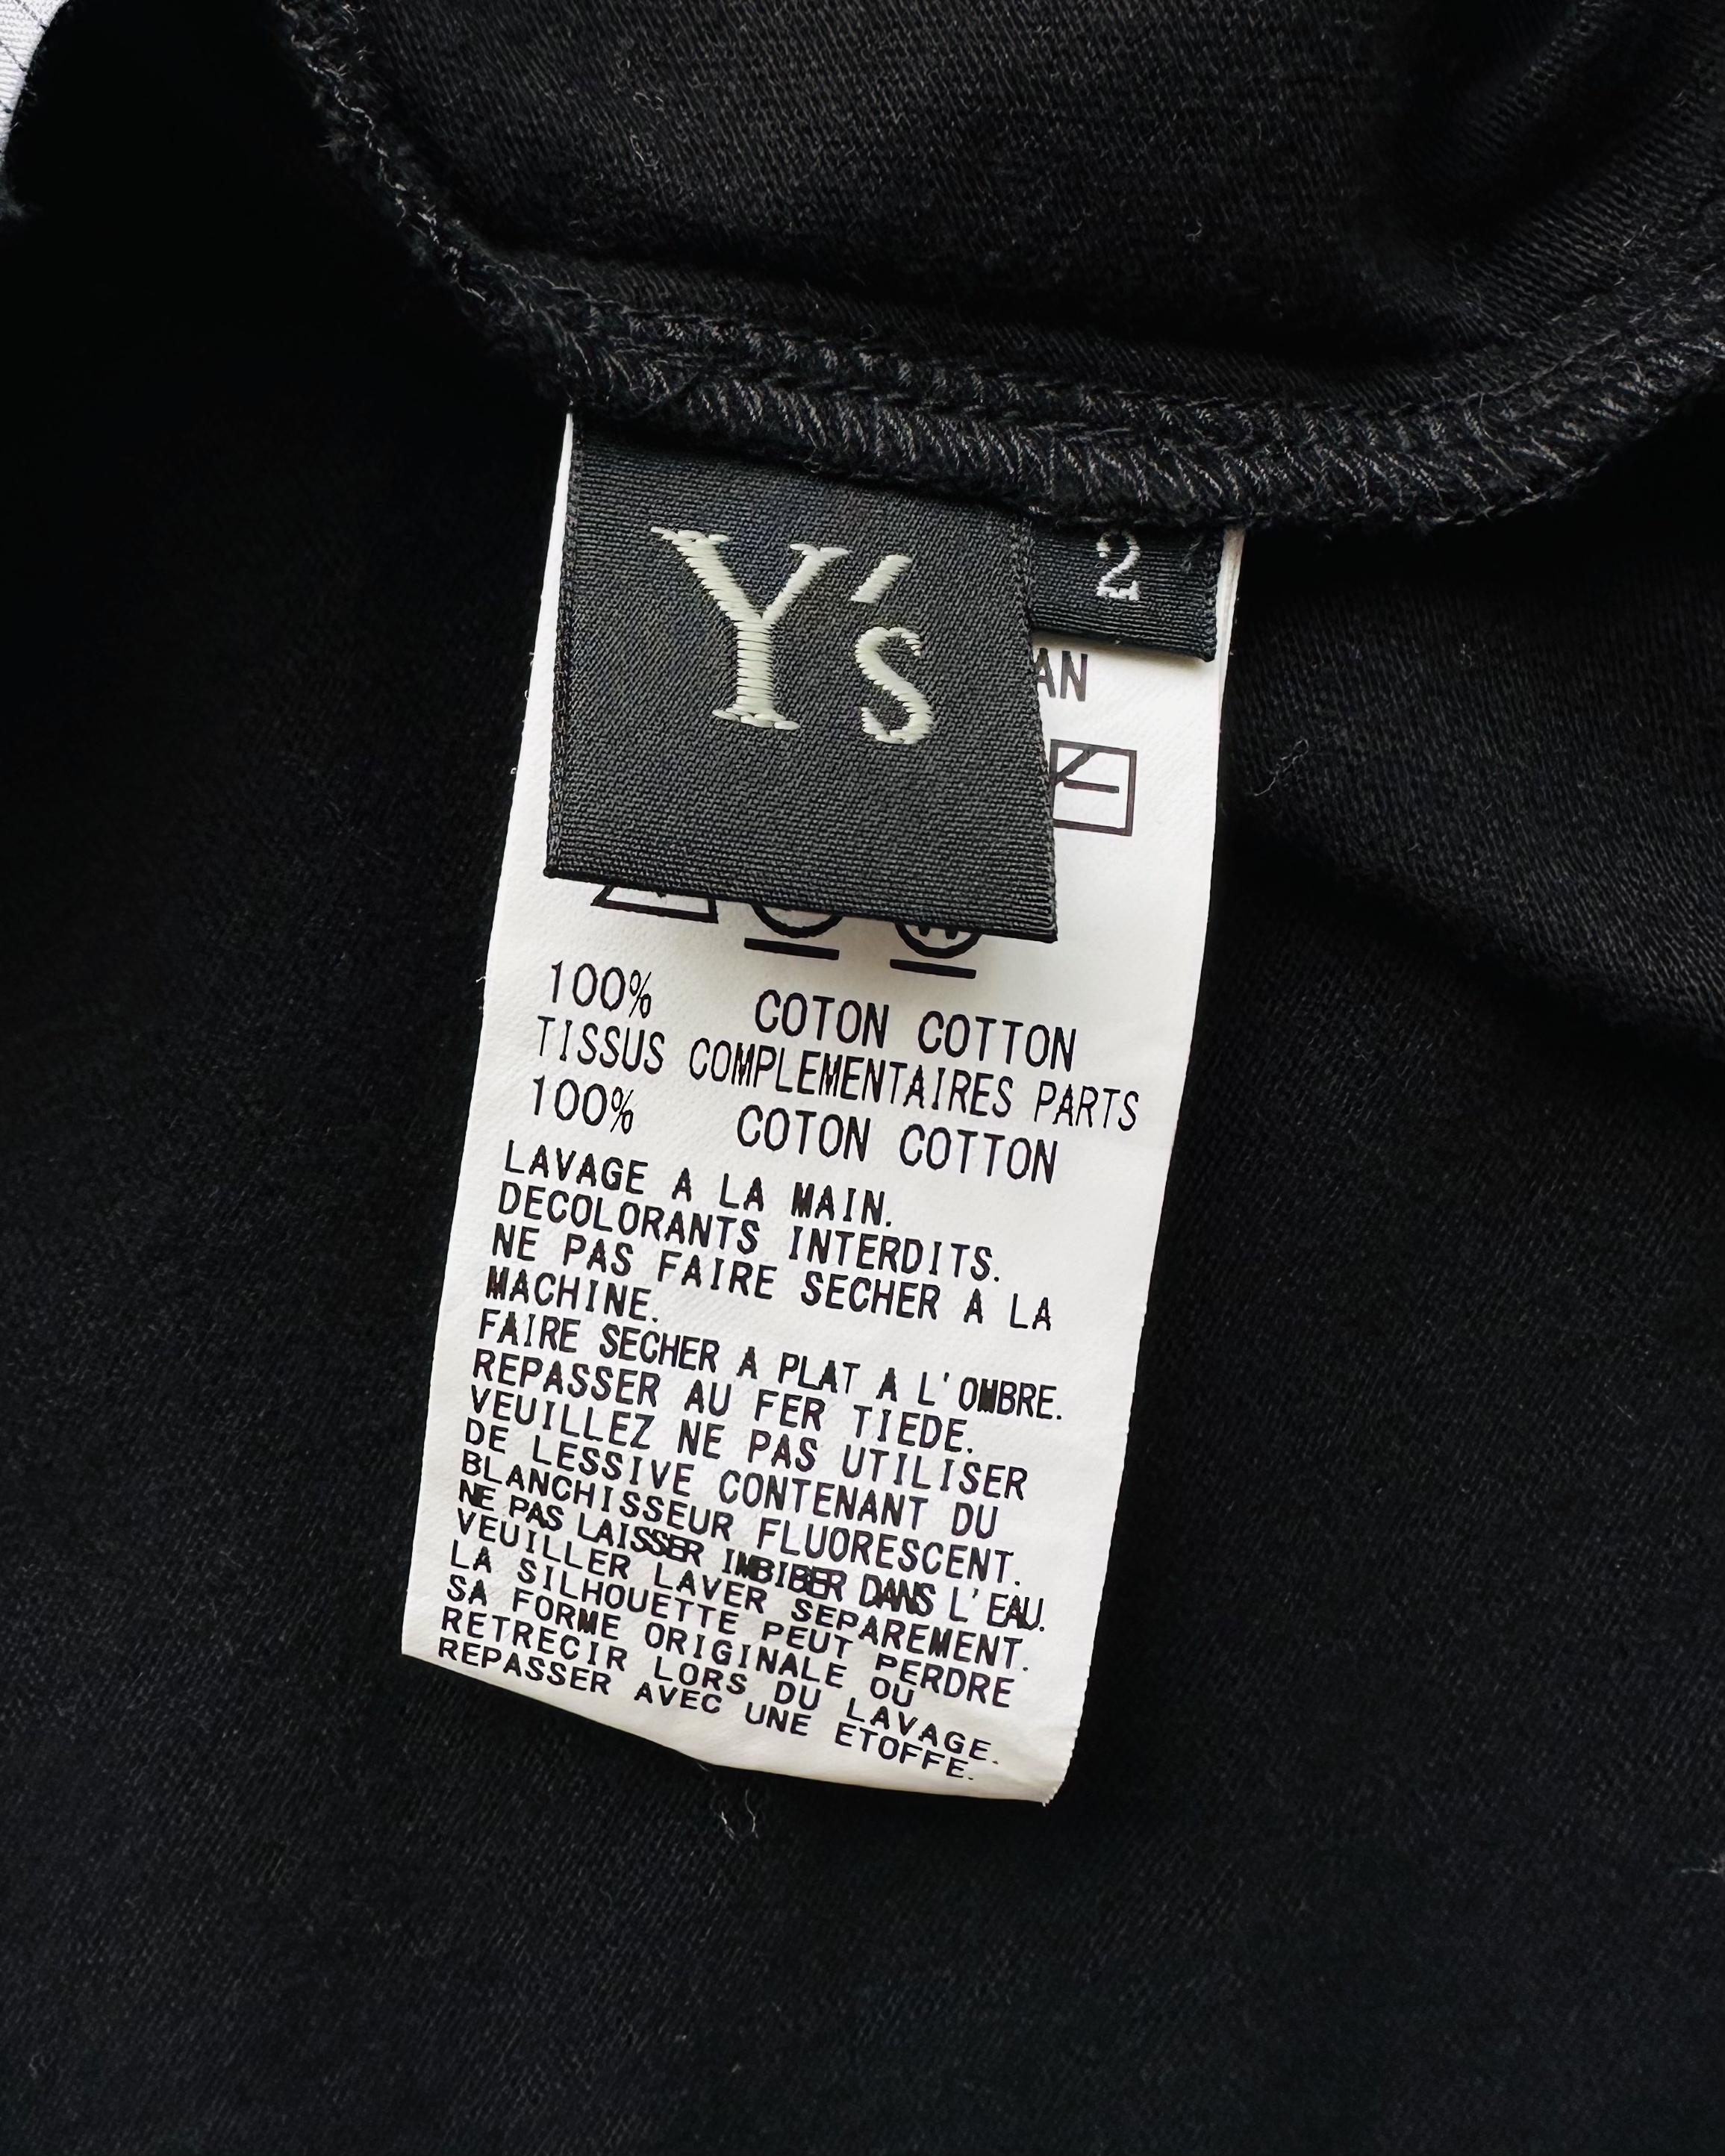 Y's
2
AN
100% COTON COTTON
TISSUS COMPLEMENTAIRES PARTS
100% COTON COTTON
LAVAGE A LA MAIN.
DECOLORANTS INTERDITS.
NE PAS FAIRE SECHER A LA
MACHINE.
FAIRE SECHER A PLAT A L'OMBRE.
REPASSER AU FER TIEDE.
VEUILLEZ NE PAS UTILISER
DE LESSIVE CONTENANT DU
BLANCHISSEUR FLUORESCENT.
NE PAS LAISSER IMBIBER DANS L'EAU.
VEUILLER LAVER SEPAREMENT.
LA SILHOUETTE PEUT PERDRE
SA FORME ORIGINALE OU
RETRECIR LORS DU LAVAGE.
REPASSER AVEC UNE ETOFFE.